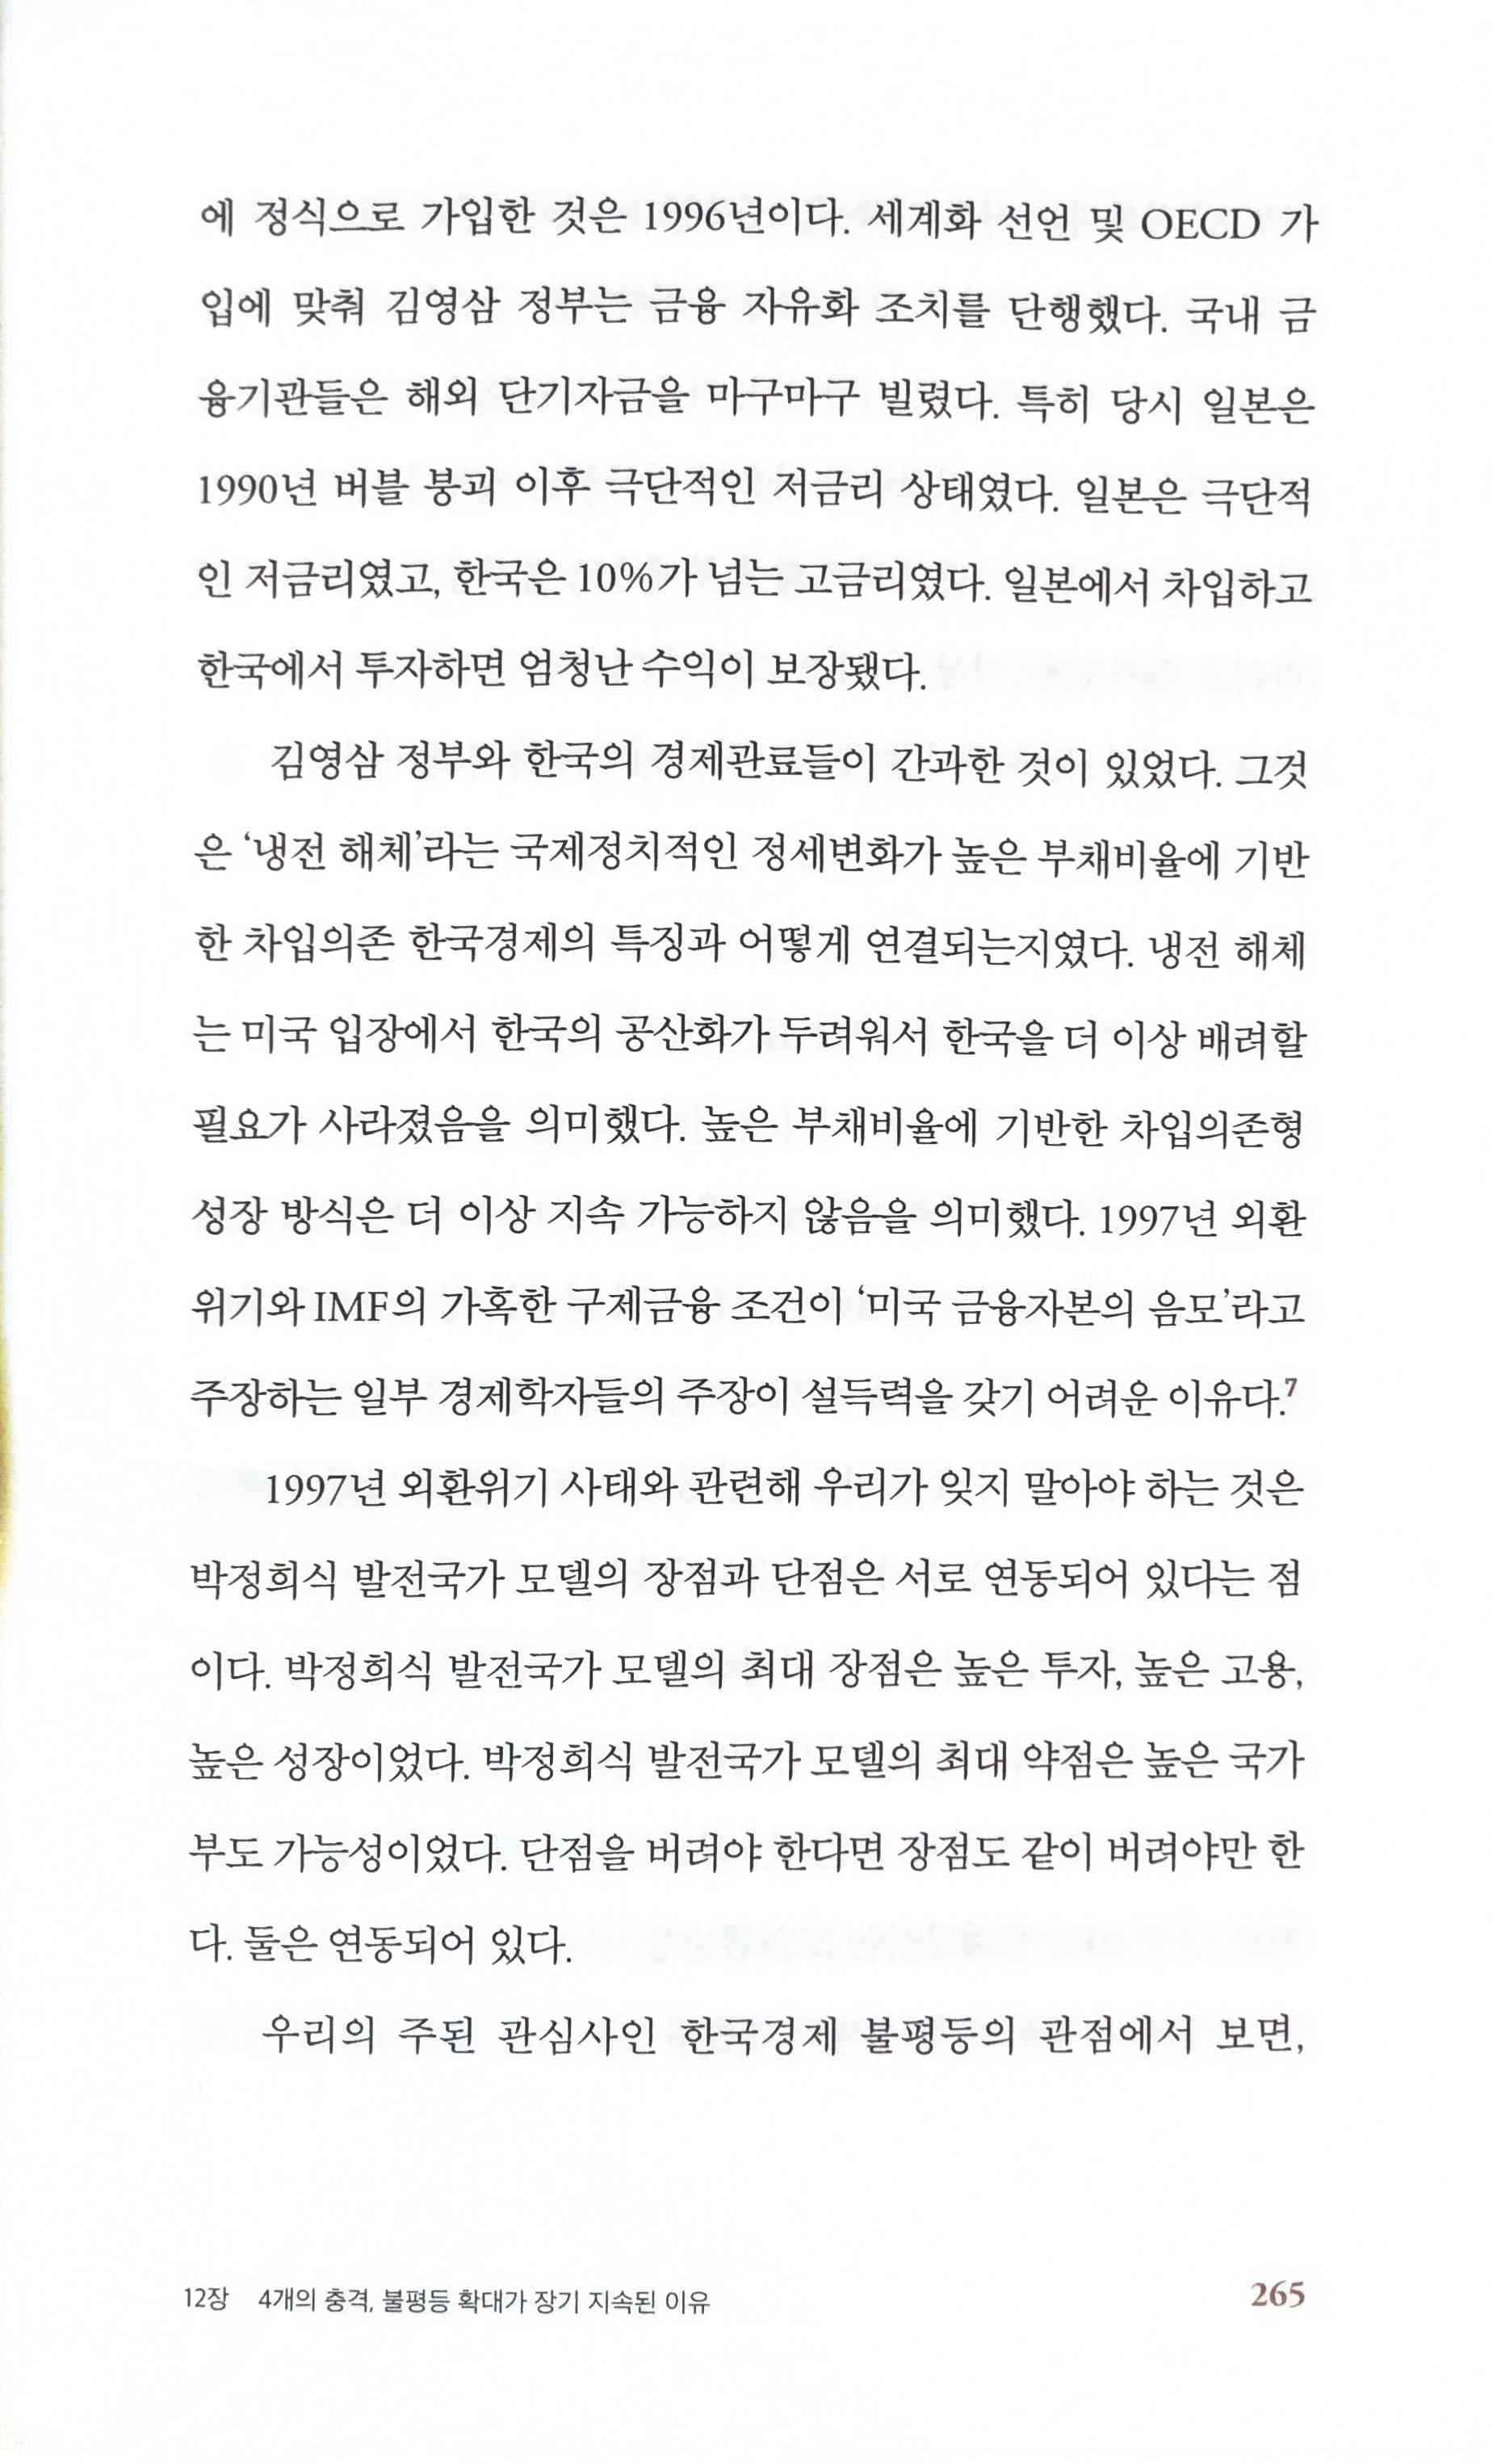 에 정식으로 가입한 것은 1996년이다. 세계화 선언 및 OECD 가
입에 맞춰 김영삼 정부는 금융 자유화 조치를 단행했다. 국내 금
융기관들은 해외 단기자금을 마구마구 빌렸다. 특히 당시 일본은
1990년 버블 붕괴 이후 극단적인 저금리 상태였다. 일본은 극단적
인 저금리였고, 한국은 10%가 넘는 고금리였다. 일본에서 차입하고
한국에서 투자하면 엄청난 수익이 보장됐다.
김영삼 정부와 한국의 경제관료들이 간과한 것이 있었다. 그것
은 ‘냉전 해체’라는 국제정치적인 정세변화가 높은 부채비율에 기반
한 차입의존 한국경제의 특징과 어떻게 연결되는지였다. 냉전 해체
는 미국 입장에서 한국의 공산화가 두려워서 한국을 더 이상 배려할
필요가 사라졌음을 의미했다. 높은 부채비율에 기반한 차입의존형
성장 방식은 더 이상 지속 가능하지 않음을 의미했다. 1997년 외환
위기와 IMF의 가혹한 구제금융 조건이 ‘미국 금융자본의 음모’라고
주장하는 일부 경제학자들의 주장이 설득력을 갖기 어려운 이유다.7
1997년 외환위기 사태와 관련해 우리가 잊지 말아야 하는 것은
박정희식 발전국가 모델의 장점과 단점은 서로 연동되어 있다는 점
이다. 박정희식 발전국가 모델의 최대 장점은 높은 투자, 높은 고용,
높은 성장이었다. 박정희식 발전국가 모델의 최대 약점은 높은 국가
부도 가능성이었다. 단점을 버려야 한다면 장점도 같이 버려야만 한
다. 둘은 연동되어 있다.
우리의 주된 관심사인 한국경제 불평등의 관점에서 보면,
12장 4개의 충격, 불평등 확대가 장기 지속된 이유 265